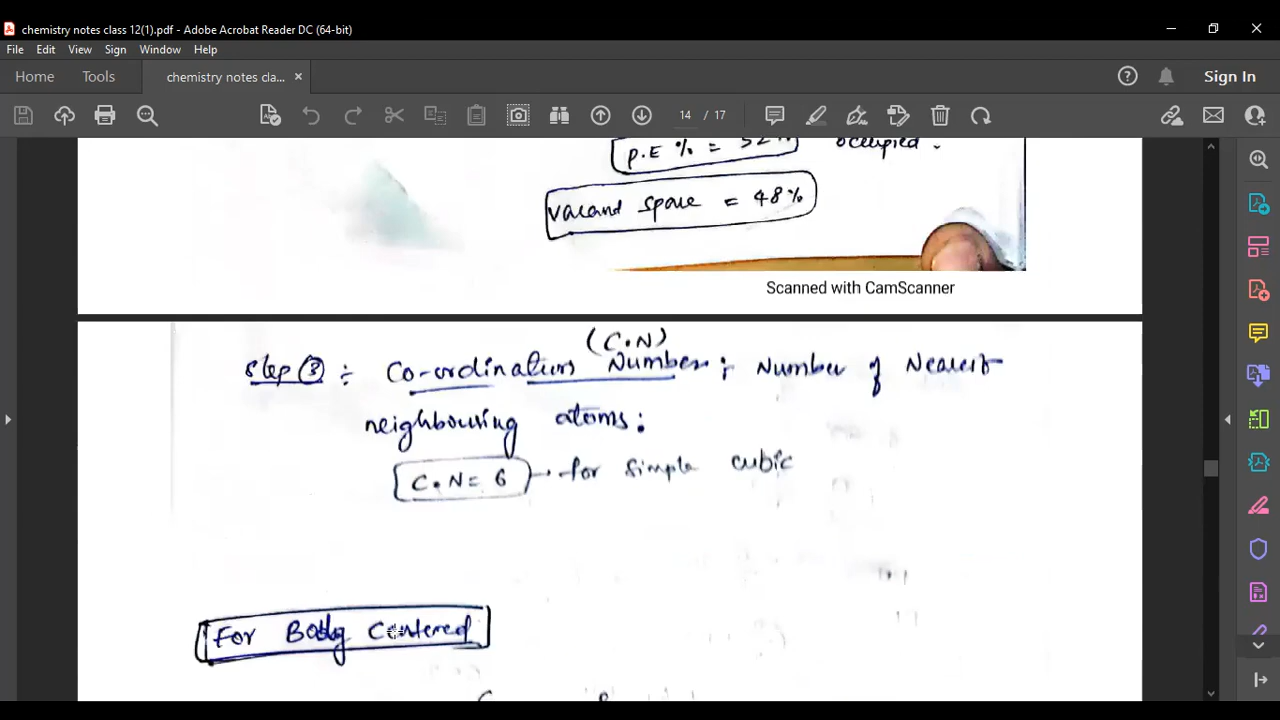 chemistry notes class 12(1).pdf - Adobe Acrobat Reader DC (64-bit)
File Edit View Sign Window Help
Home Tools chemistry notes cla... × Sign In
14 / 17
P.E % = 52% occupied.
Vacant space = 48%
Scanned with CamScanner
(C.N)
Step ③ :- Co-ordination Number : Number of Nearest
neighbouring atoms:
C.N = 6 → for simple cubic
For Body Centered